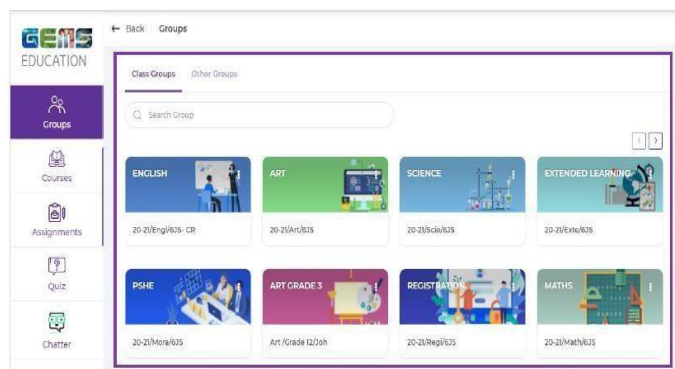 GEMS
EDUCATION
← Back Groups
Groups
Courses
Assignments
Quiz
Chatter
Class Groups Other Groups
Search Group
ENGLISH
20-21/Engl/6JS- CR
ART
20-21/Art/6JS
SCIENCE
20-21/Scie/6JS
EXTENDED LEARNING
20-21/Exte/6JS
PSHE
20-21/Mora/6JS
ART GRADE 3
Art /Grade 12/Joh
REGISTRATION
20-21/Regi/6JS
MATHS
20-21/Math/6JS